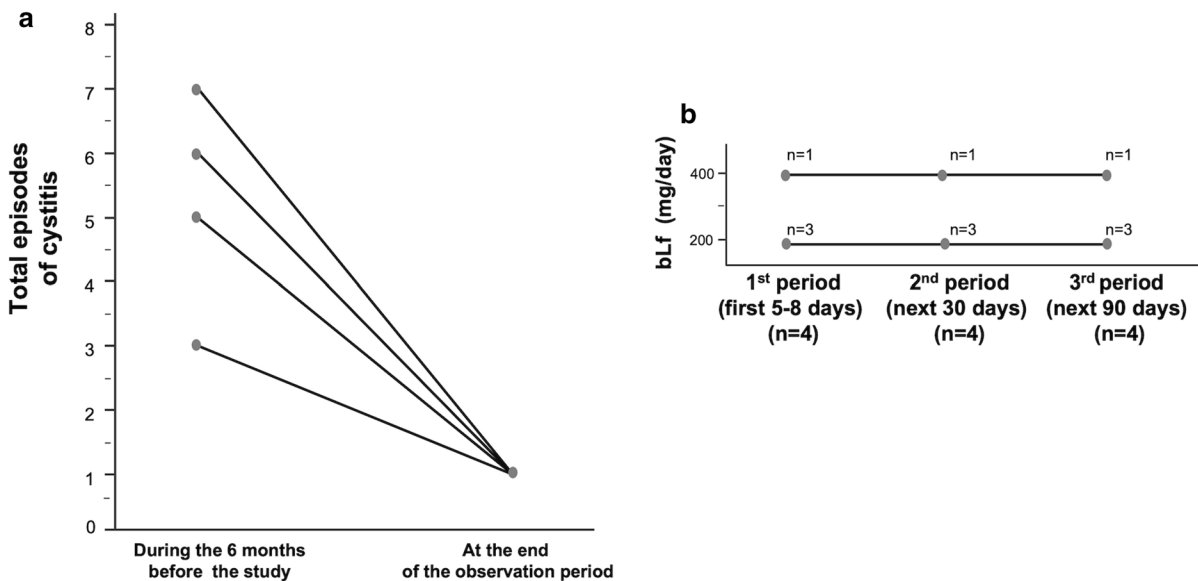 a
8
7
6
5
4
3
2
1
0
Total episodes
of cystitis
During the 6 months
before the study
At the end
of the observation period
b
bLf (mg/day)
400
200
n=1 n=1 n=1
n=3 n=3 n=3
1st period 2nd period 3rd period
(first 5-8 days) (next 30 days) (next 90 days)
(n=4) (n=4) (n=4)